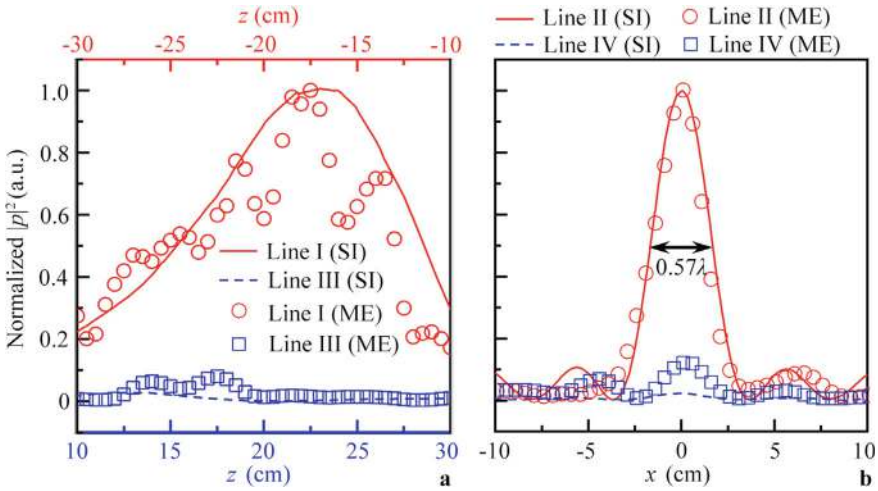 z (cm)
-30 -25 -20 -15 -10
Normalized |p|² (a.u.)
1.0
0.8
0.6
0.4
0.2
0
Line I (SI)
Line III (SI)
Line I (ME)
Line III (ME)
10 15 20 25 30
z (cm)
a
Line II (SI) Line II (ME)
Line IV (SI) Line IV (ME)
0.57λ
-10 -5 0 5 10
x (cm)
b